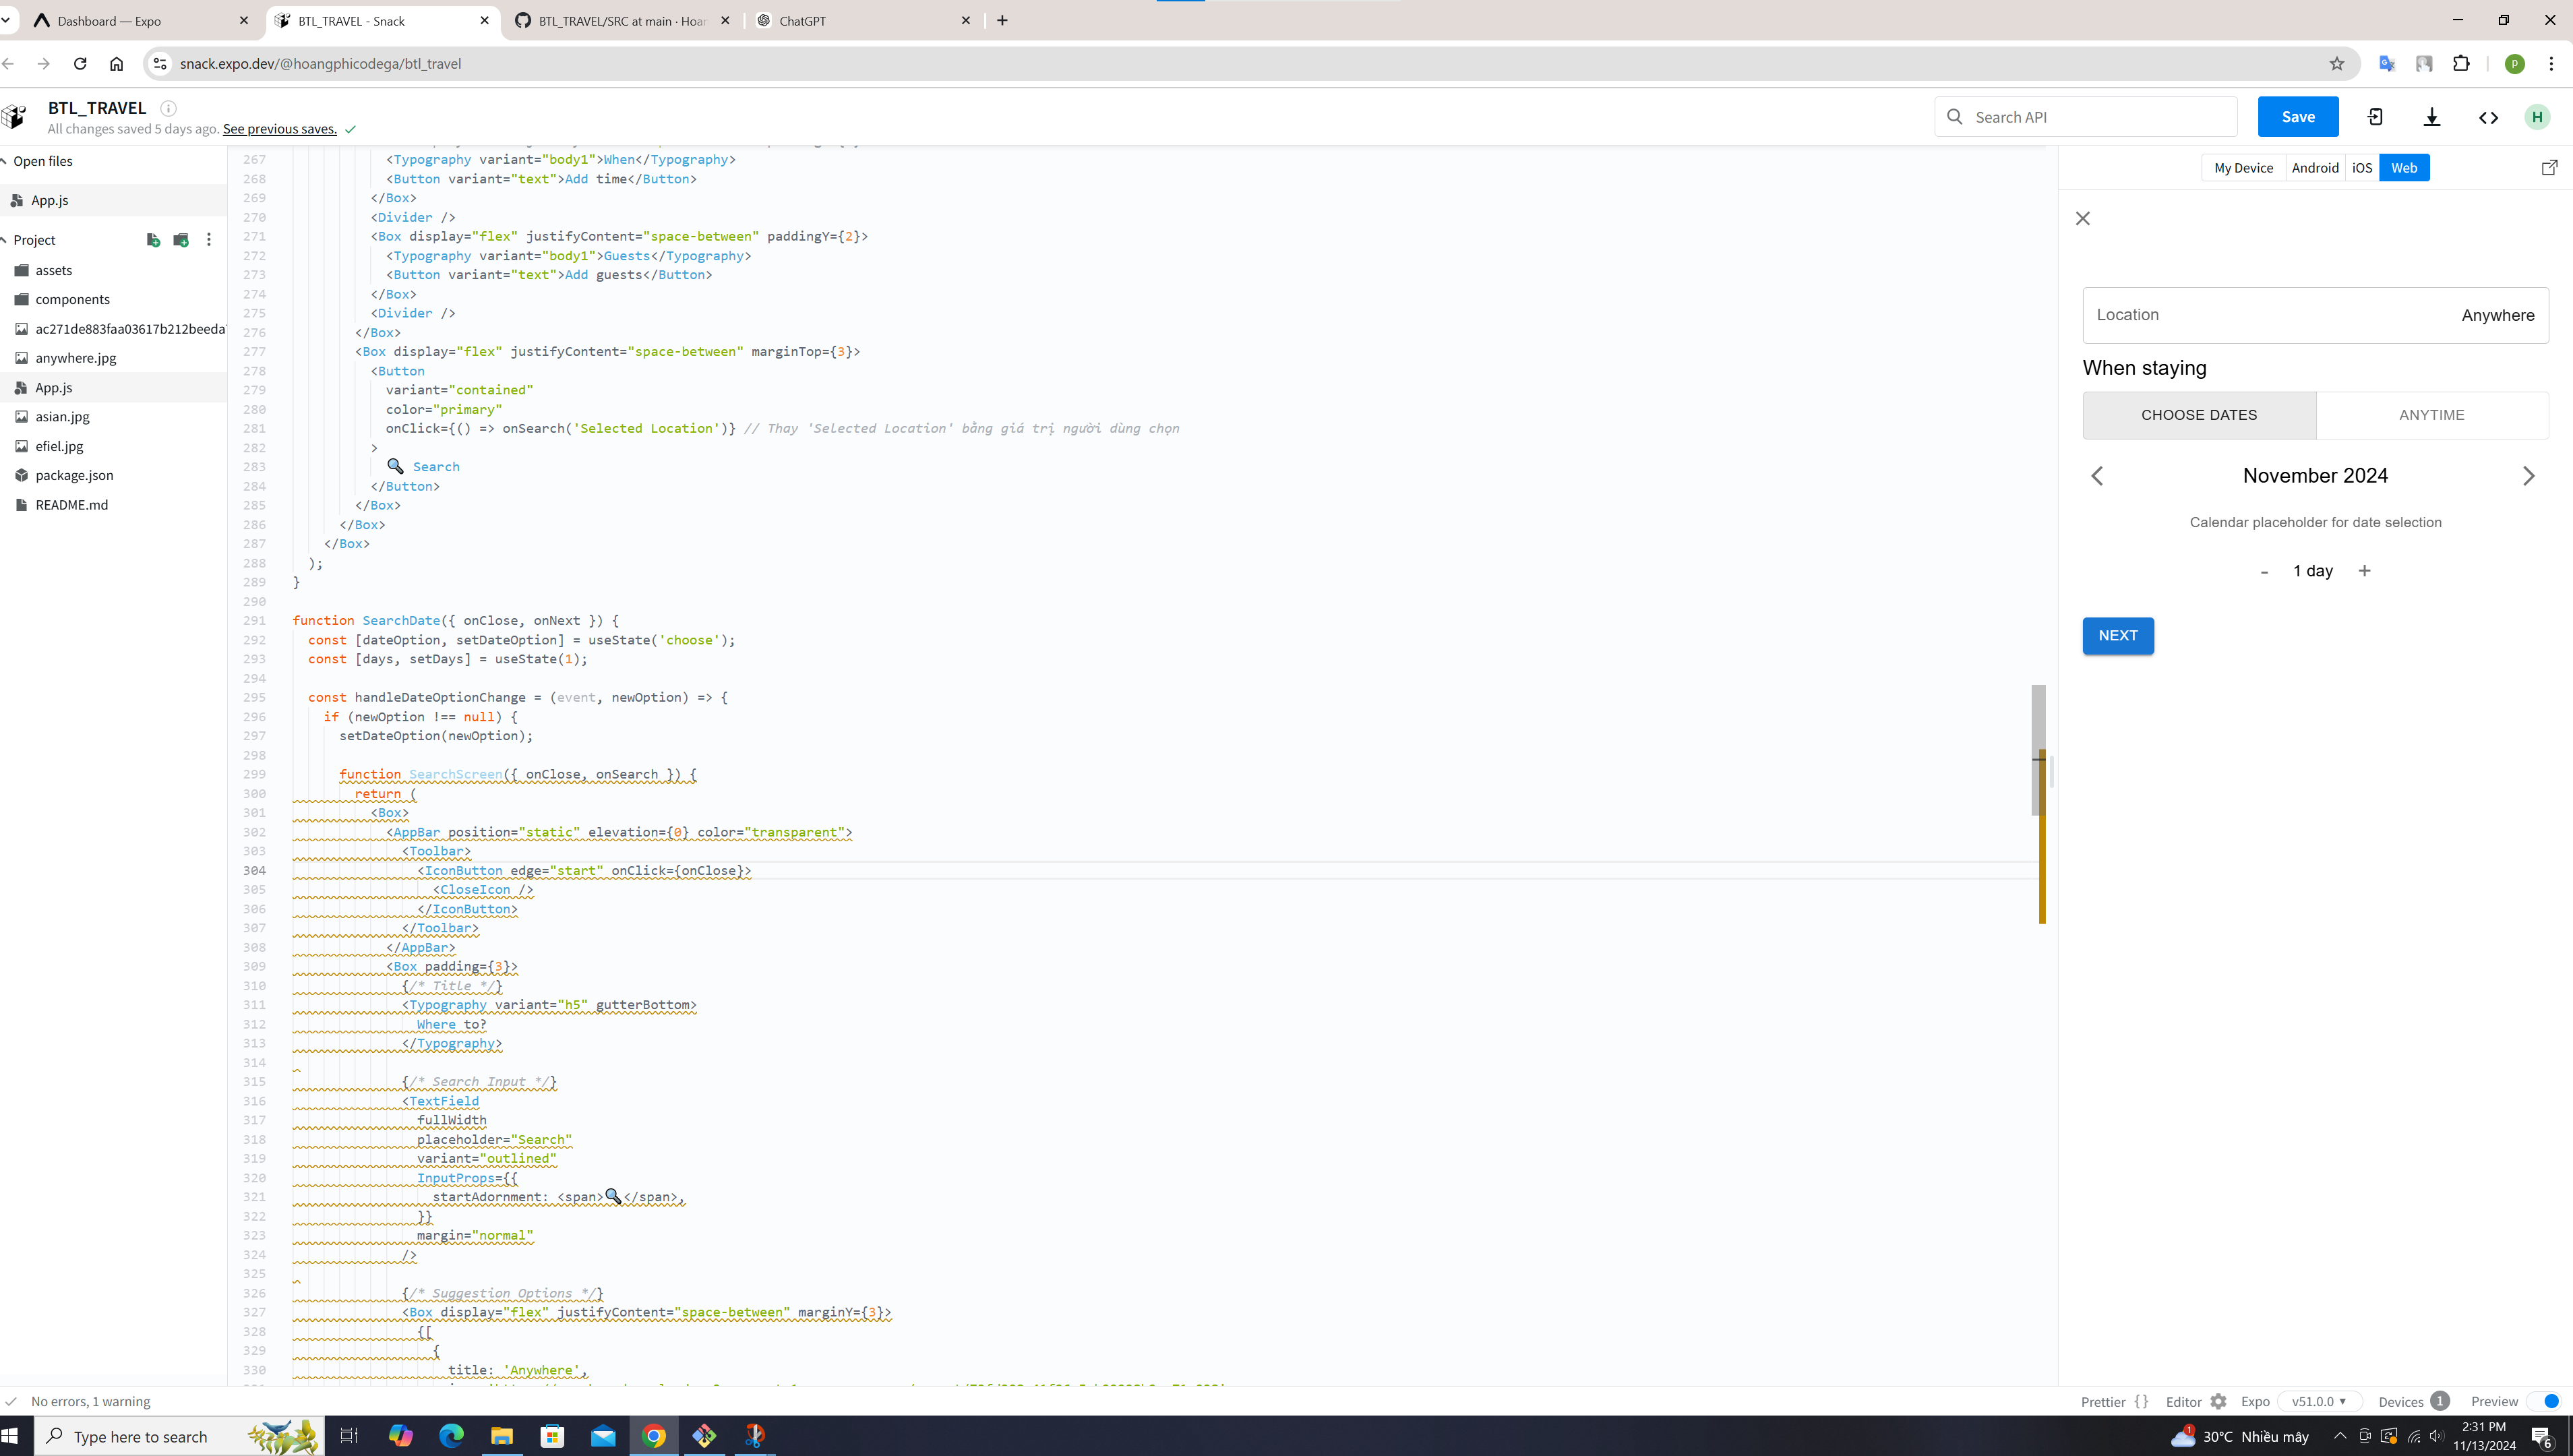 Dashboard — Expo
BTL_TRAVEL - Snack
BTL_TRAVEL/SRC at main · Hoan
ChatGPT
snack.expo.dev/@hoangphicodega/btl_travel
P
BTL_TRAVEL
All changes saved 5 days ago. See previous saves.
Search API
Save
H
Open files
App.js
Project
assets
components
ac271de883faa03617b212beeda
anywhere.jpg
App.js
asian.jpg
efiel.jpg
package.json
README.md
267 <Typography variant="body1">When</Typography>
268 <Button variant="text">Add time</Button>
269 </Box>
270 <Divider />
271 <Box display="flex" justifyContent="space-between" paddingY={2}>
272 <Typography variant="body1">Guests</Typography>
273 <Button variant="text">Add guests</Button>
274 </Box>
275 <Divider />
276 </Box>
277 <Box display="flex" justifyContent="space-between" marginTop={3}>
278 <Button
279 variant="contained"
280 color="primary"
281 onClick={() => onSearch('Selected Location')} // Thay 'Selected Location' bằng giá trị người dùng chọn
282 >
283 🔍 Search
284 </Button>
285 </Box>
286 </Box>
287 </Box>
288 );
289 }
290
291 function SearchDate({ onClose, onNext }) {
292 const [dateOption, setDateOption] = useState('choose');
293 const [days, setDays] = useState(1);
294
295 const handleDateOptionChange = (event, newOption) => {
296 if (newOption !== null) {
297 setDateOption(newOption);
298
299 function SearchScreen({ onClose, onSearch }) {
300 return (
301 <Box>
302 <AppBar position="static" elevation={0} color="transparent">
303 <Toolbar>
304 <IconButton edge="start" onClick={onClose}>
305 <CloseIcon />
306 </IconButton>
307 </Toolbar>
308 </AppBar>
309 <Box padding={3}>
310 {/* Title */}
311 <Typography variant="h5" gutterBottom>
312 Where to?
313 </Typography>
314
315 {/* Search Input */}
316 <TextField
317 fullWidth
318 placeholder="Search"
319 variant="outlined"
320 InputProps={{
321 startAdornment: <span>🔍</span>,
322 }}
323 margin="normal"
324 />
325
326 {/* Suggestion Options */}
327 <Box display="flex" justifyContent="space-between" marginY={3}>
328 {[
329 {
330 title: 'Anywhere',
My Device Android iOS Web
Location Anywhere
When staying
CHOOSE DATES ANYTIME
November 2024
Calendar placeholder for date selection
- 1 day +
NEXT
No errors, 1 warning
Prettier {} Editor Expo v51.0.0 ▾ Devices 1 Preview
Type here to search
1
30°C Nhiều mây
2:31 PM
11/13/2024
6